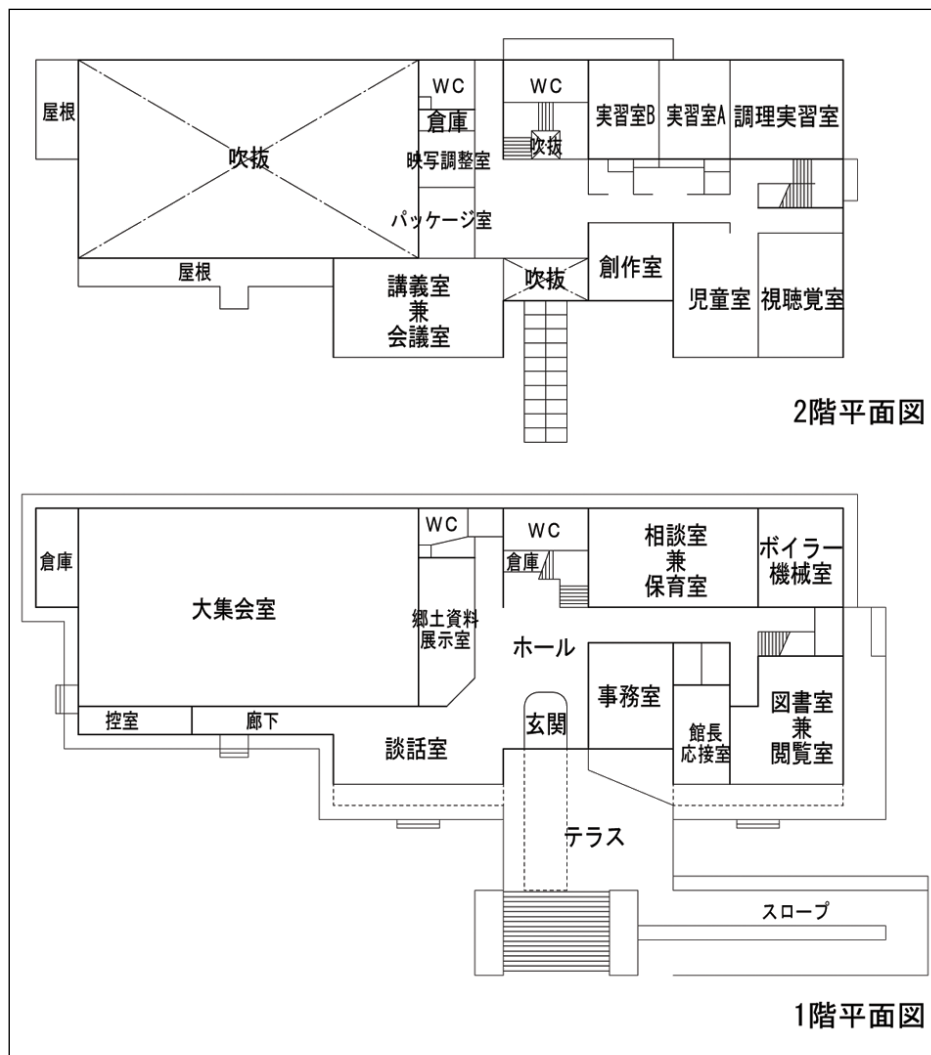 屋根
吹抜
WC
倉庫
映写調整室
パッケージ室
WC
吹抜
実習室B
実習室A
調理実習室
屋根
講義室
兼
会議室
吹抜
創作室
児童室
視聴覚室
2階平面図
倉庫
大集会室
WC
郷土資料
展示室
WC
倉庫
相談室
兼
保育室
ボイラー
機械室
ホール
控室
廊下
談話室
玄関
事務室
館長
応接室
図書室
兼
閲覧室
テラス
スロープ
1階平面図